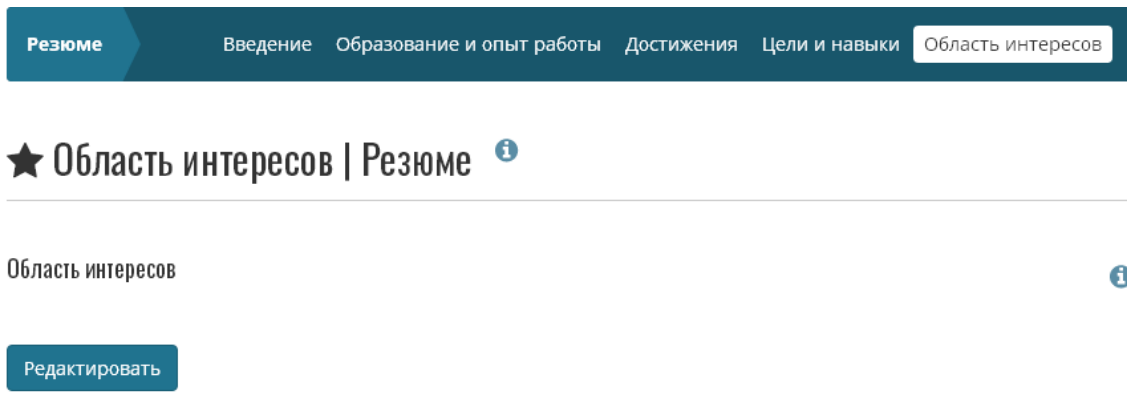 Резюме Введение Образование и опыт работы Достижения Цели и навыки Область интересов
Область интересов | Резюме
Область интересов
Редактировать